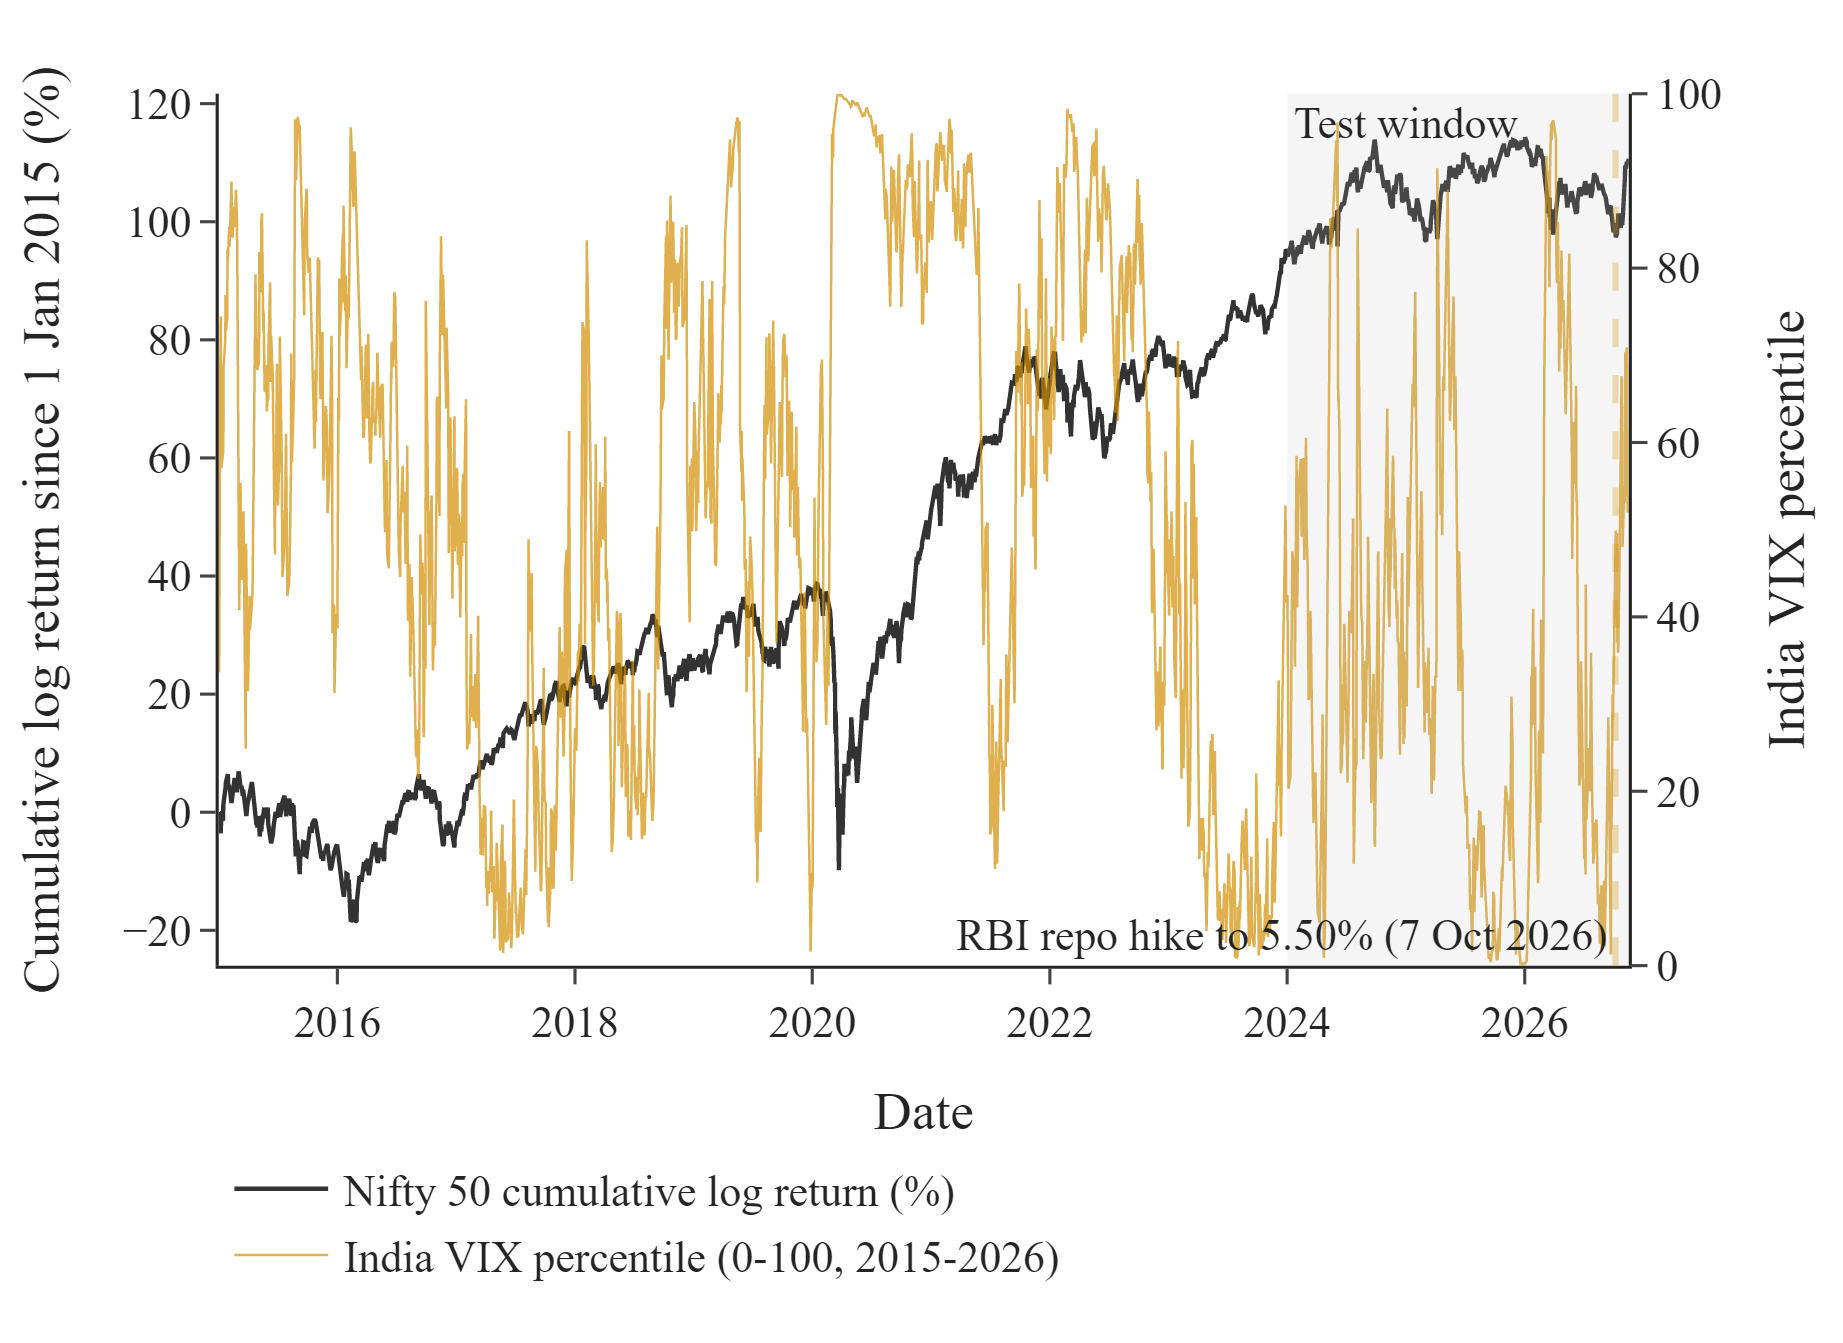 Cumulative log return since 1 Jan 2015 (%)
120
100
80
60
40
20
0
−20
Test window
RBI repo hike to 5.50% (7 Oct 2026)
100
80
60
40
20
0
India VIX percentile
2016
2018
2020
2022
2024
2026
Date
Nifty 50 cumulative log return (%)
India VIX percentile (0-100, 2015-2026)